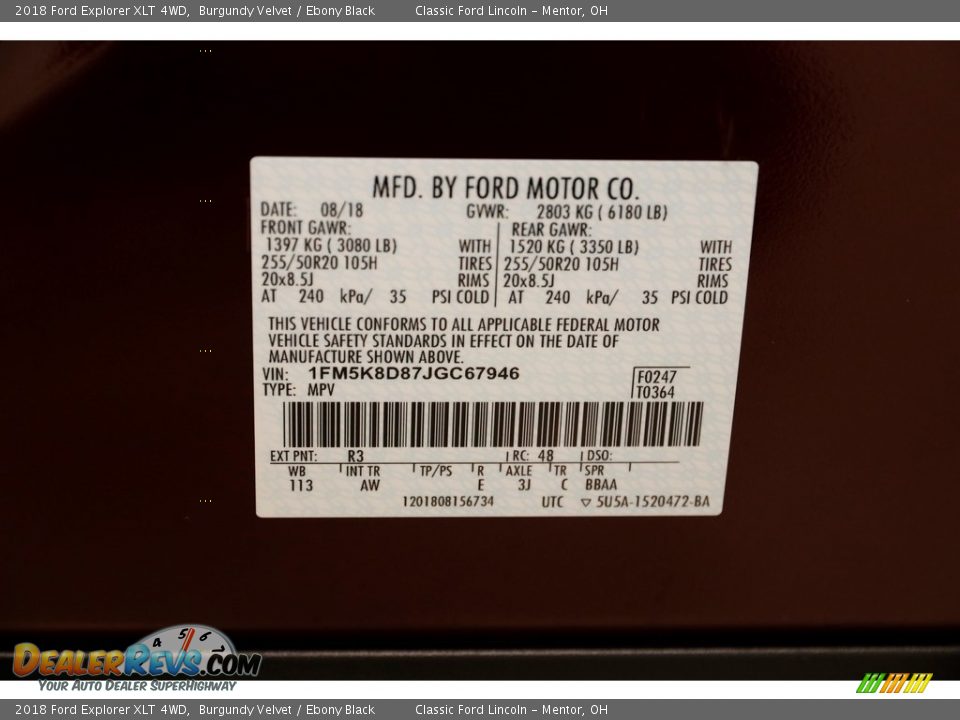 2018 Ford Explorer XLT 4WD, Burgundy Velvet / Ebony Black Classic Ford Lincoln – Mentor, OH
MFD. BY FORD MOTOR CO.
DATE: 08/18 GVWR: 2803 KG ( 6180 LB)
FRONT GAWR: REAR GAWR:
1397 KG ( 3080 LB) WITH 1520 KG ( 3350 LB) WITH
255/50R20 105H TIRES 255/50R20 105H TIRES
20x8.5J RIMS 20x8.5J RIMS
AT 240 kPa/ 35 PSI COLD AT 240 kPa/ 35 PSI COLD
THIS VEHICLE CONFORMS TO ALL APPLICABLE FEDERAL MOTOR
VEHICLE SAFETY STANDARDS IN EFFECT ON THE DATE OF
MANUFACTURE SHOWN ABOVE.
VIN: 1FM5K8D87JGC67946 F0247
TYPE: MPV T0364
EXT PNT: R3 RC: 48 DSO:
WB INT TR TP/PS R AXLE TR SPR
113 AW E 3J C BBAA
1201808156734 UTC ▽ 5U5A-1520472-BA
4 5 6 7
DEALERREVS.COM
YOUR AUTO DEALER SUPERHIGHWAY
2018 Ford Explorer XLT 4WD, Burgundy Velvet / Ebony Black Classic Ford Lincoln – Mentor, OH